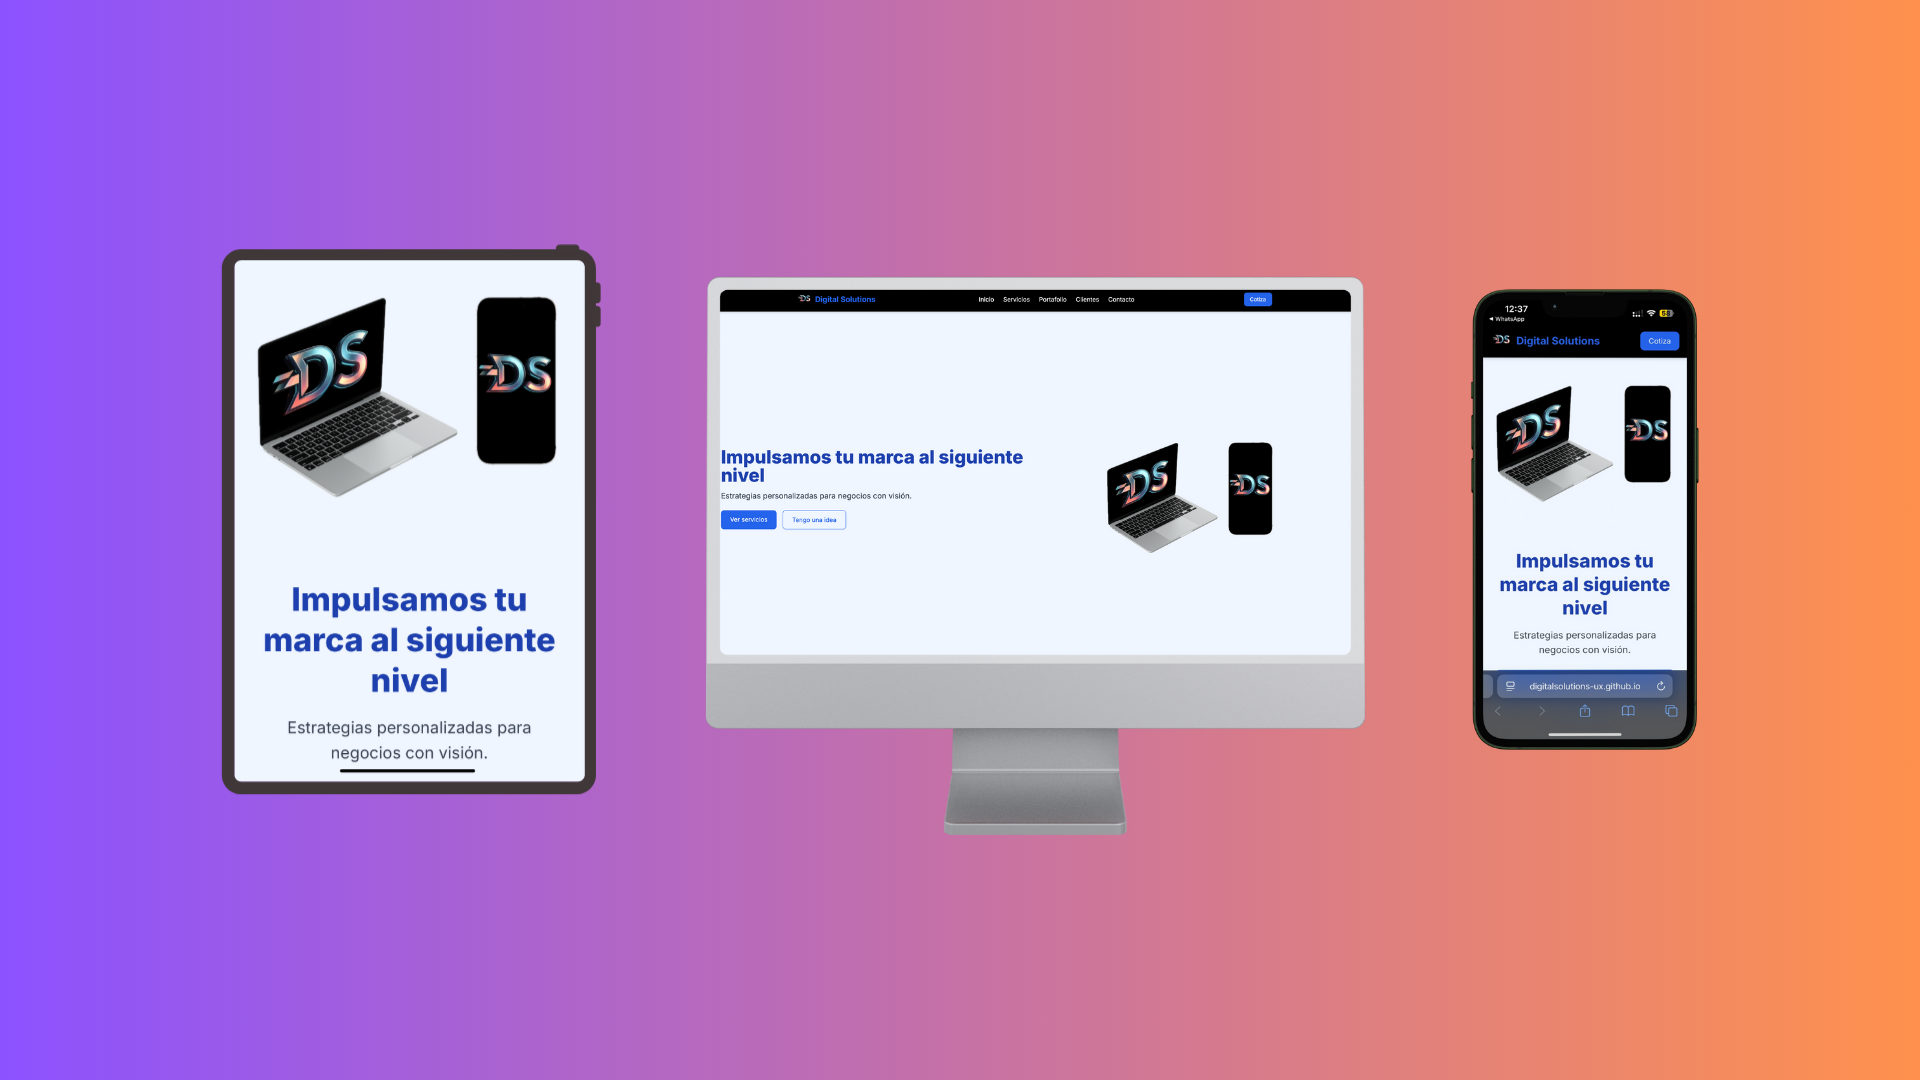 DS
DS
Impulsamos tu
marca al siguiente
nivel
Estrategias personalizadas para
negocios con visión.
DS Digital Solutions
Inicio Servicios Portafolio Clientes Contacto
Cotiza
Impulsamos tu marca al siguiente
nivel
Estrategias personalizadas para negocios con visión.
Ver servicios Tengo una idea
DS
DS
12:37
WhatsApp
68
DS Digital Solutions
Cotiza
DS
DS
Impulsamos tu
marca al siguiente
nivel
Estrategias personalizadas para
negocios con visión.
digitalsolutions-ux.github.io